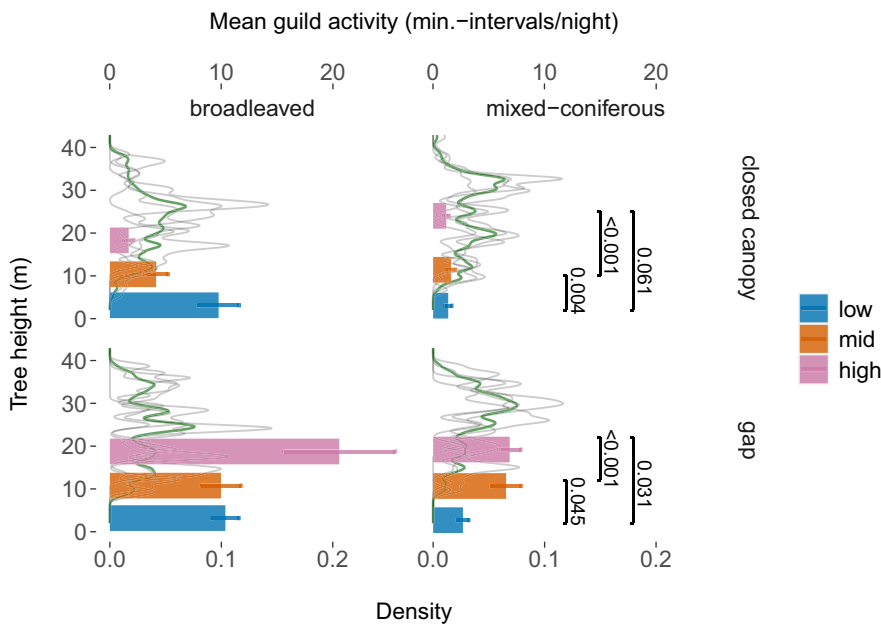 Mean guild activity (min.−intervals/night)
0 10 20 0 10 20
broadleaved mixed−coniferous
40
30
20
10
0
closed canopy
<0.001
0.004
0.061
Tree height (m)
low
mid
high
40
30
20
10
0
gap
<0.001
0.045
0.031
0.0 0.1 0.2 0.0 0.1 0.2
Density